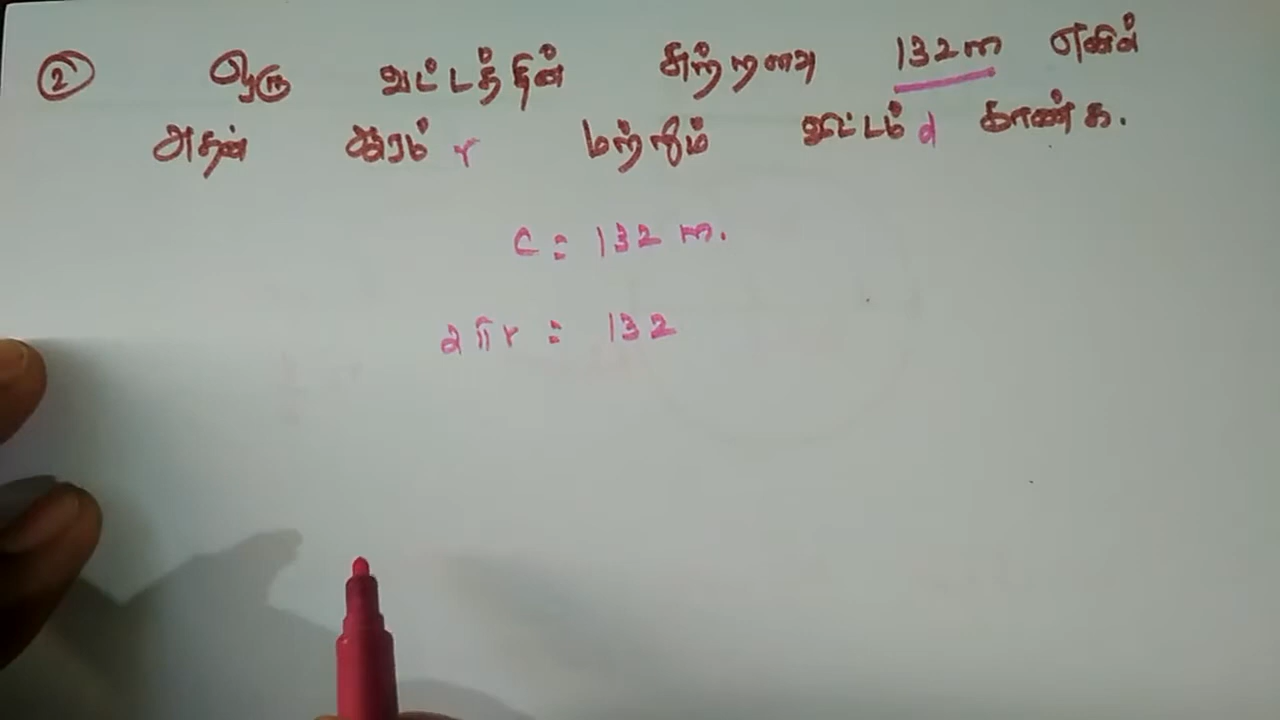 ② ஒரு வட்டத்தின் சுற்றளவு 132m எனில்
அதன் ஆரம் r மற்றும் விட்டம் d காண்க.
C = 132 m.
2πr = 132